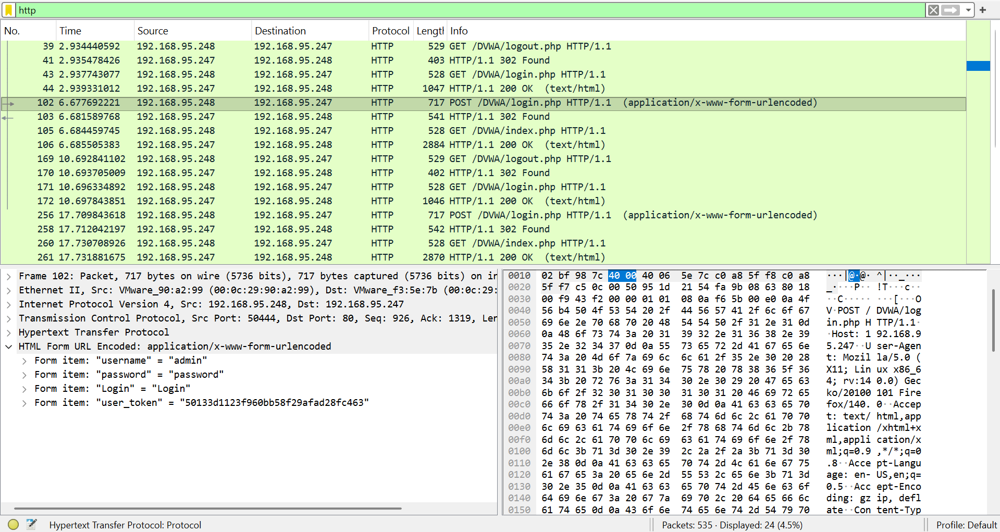 http
No. Time Source Destination Protocol Lengtl Info
39 2.934440592 192.168.95.248 192.168.95.247 HTTP 529 GET /DVWA/logout.php HTTP/1.1
41 2.935478426 192.168.95.247 192.168.95.248 HTTP 403 HTTP/1.1 302 Found
43 2.937743077 192.168.95.248 192.168.95.247 HTTP 528 GET /DVWA/login.php HTTP/1.1
44 2.939331012 192.168.95.247 192.168.95.248 HTTP 1047 HTTP/1.1 200 OK (text/html)
102 6.677692221 192.168.95.248 192.168.95.247 HTTP 717 POST /DVWA/login.php HTTP/1.1 (application/x-www-form-urlencoded)
103 6.681589768 192.168.95.247 192.168.95.248 HTTP 541 HTTP/1.1 302 Found
105 6.684459745 192.168.95.248 192.168.95.247 HTTP 528 GET /DVWA/index.php HTTP/1.1
106 6.685505383 192.168.95.247 192.168.95.248 HTTP 2884 HTTP/1.1 200 OK (text/html)
169 10.692841102 192.168.95.248 192.168.95.247 HTTP 529 GET /DVWA/logout.php HTTP/1.1
170 10.693705009 192.168.95.247 192.168.95.248 HTTP 402 HTTP/1.1 302 Found
171 10.696334892 192.168.95.248 192.168.95.247 HTTP 528 GET /DVWA/login.php HTTP/1.1
172 10.697843851 192.168.95.247 192.168.95.248 HTTP 1046 HTTP/1.1 200 OK (text/html)
256 17.709843618 192.168.95.248 192.168.95.247 HTTP 717 POST /DVWA/login.php HTTP/1.1 (application/x-www-form-urlencoded)
258 17.712042197 192.168.95.247 192.168.95.248 HTTP 542 HTTP/1.1 302 Found
260 17.730708926 192.168.95.248 192.168.95.247 HTTP 528 GET /DVWA/index.php HTTP/1.1
261 17.731881675 192.168.95.247 192.168.95.248 HTTP 2870 HTTP/1.1 200 OK (text/html)
Frame 102: Packet, 717 bytes on wire (5736 bits), 717 bytes captured (5736 bits) on in
Ethernet II, Src: VMware_90:a2:99 (00:0c:29:90:a2:99), Dst: VMware_f3:5e:7b (00:0c:29:
Internet Protocol Version 4, Src: 192.168.95.248, Dst: 192.168.95.247
Transmission Control Protocol, Src Port: 50444, Dst Port: 80, Seq: 926, Ack: 1319, Len
Hypertext Transfer Protocol
HTML Form URL Encoded: application/x-www-form-urlencoded
Form item: "username" = "admin"
Form item: "password" = "password"
Form item: "Login" = "Login"
Form item: "user_token" = "50133d1123f960bb58f29afad28fc463"
0010 02 bf 98 7c 40 00 40 06 5e 7c c0 a8 5f f8 c0 a8 ···|@·@· ^|··_···
0020 5f f7 c5 0c 00 50 95 1d 21 54 fa 9b 08 63 80 18 _····P·· !T···c··
0030 00 f9 43 f2 00 00 01 01 08 0a f6 5b 00 e0 0a 4f ··C····· ···[···O
0040 56 b4 50 4f 53 54 20 2f 44 56 57 41 2f 6c 6f 67 V·POST / DVWA/log
0050 69 6e 2e 70 68 70 20 48 54 54 50 2f 31 2e 31 0d in.php H TTP/1.1·
0060 0a 48 6f 73 74 3a 20 31 39 32 2e 31 36 38 2e 39 ·Host: 1 92.168.9
0070 35 2e 32 34 37 0d 0a 55 73 65 72 2d 41 67 65 6e 5.247··U ser-Agen
0080 74 3a 20 4d 6f 7a 69 6c 6c 61 2f 35 2e 30 20 28 t: Mozil la/5.0 (
0090 58 31 31 3b 20 4c 69 6e 75 78 20 78 38 36 5f 36 X11; Lin ux x86_6
00a0 34 3b 20 72 76 3a 31 34 30 2e 30 29 20 47 65 63 4; rv:14 0.0) Gec
00b0 6b 6f 2f 32 30 31 30 30 31 30 31 20 46 69 72 65 ko/20100 101 Fire
00c0 66 6f 78 2f 31 34 30 2e 30 0d 0a 41 63 63 65 70 fox/140. 0··Accep
00d0 74 3a 20 74 65 78 74 2f 68 74 6d 6c 2c 61 70 70 t: text/ html,app
00e0 6c 69 63 61 74 69 6f 6e 2f 78 68 74 6d 6c 2b 78 lication /xhtml+x
00f0 6d 6c 2c 61 70 70 6c 69 63 61 74 69 6f 6e 2f 78 ml,appli cation/x
0100 6d 6c 3b 71 3d 30 2e 39 2c 2a 2f 2a 3b 71 3d 30 ml;q=0.9 ,*/*;q=0
0110 2e 38 0d 0a 41 63 63 65 70 74 2d 4c 61 6e 67 75 .8··Acce pt-Langu
0120 61 67 65 3a 20 65 6e 2d 55 53 2c 65 6e 3b 71 3d age: en- US,en;q=
0130 30 2e 35 0d 0a 41 63 63 65 70 74 2d 45 6e 63 6f 0.5··Acc ept-Enco
0140 64 69 6e 67 3a 20 67 7a 69 70 2c 20 64 65 66 6c ding: gz ip, defl
0150 61 74 65 0d 0a 43 6f 6e 74 65 6e 74 2d 54 79 70 ate··Con tent-Typ
Hypertext Transfer Protocol: Protocol
Packets: 535 · Displayed: 24 (4.5%)
Profile: Default